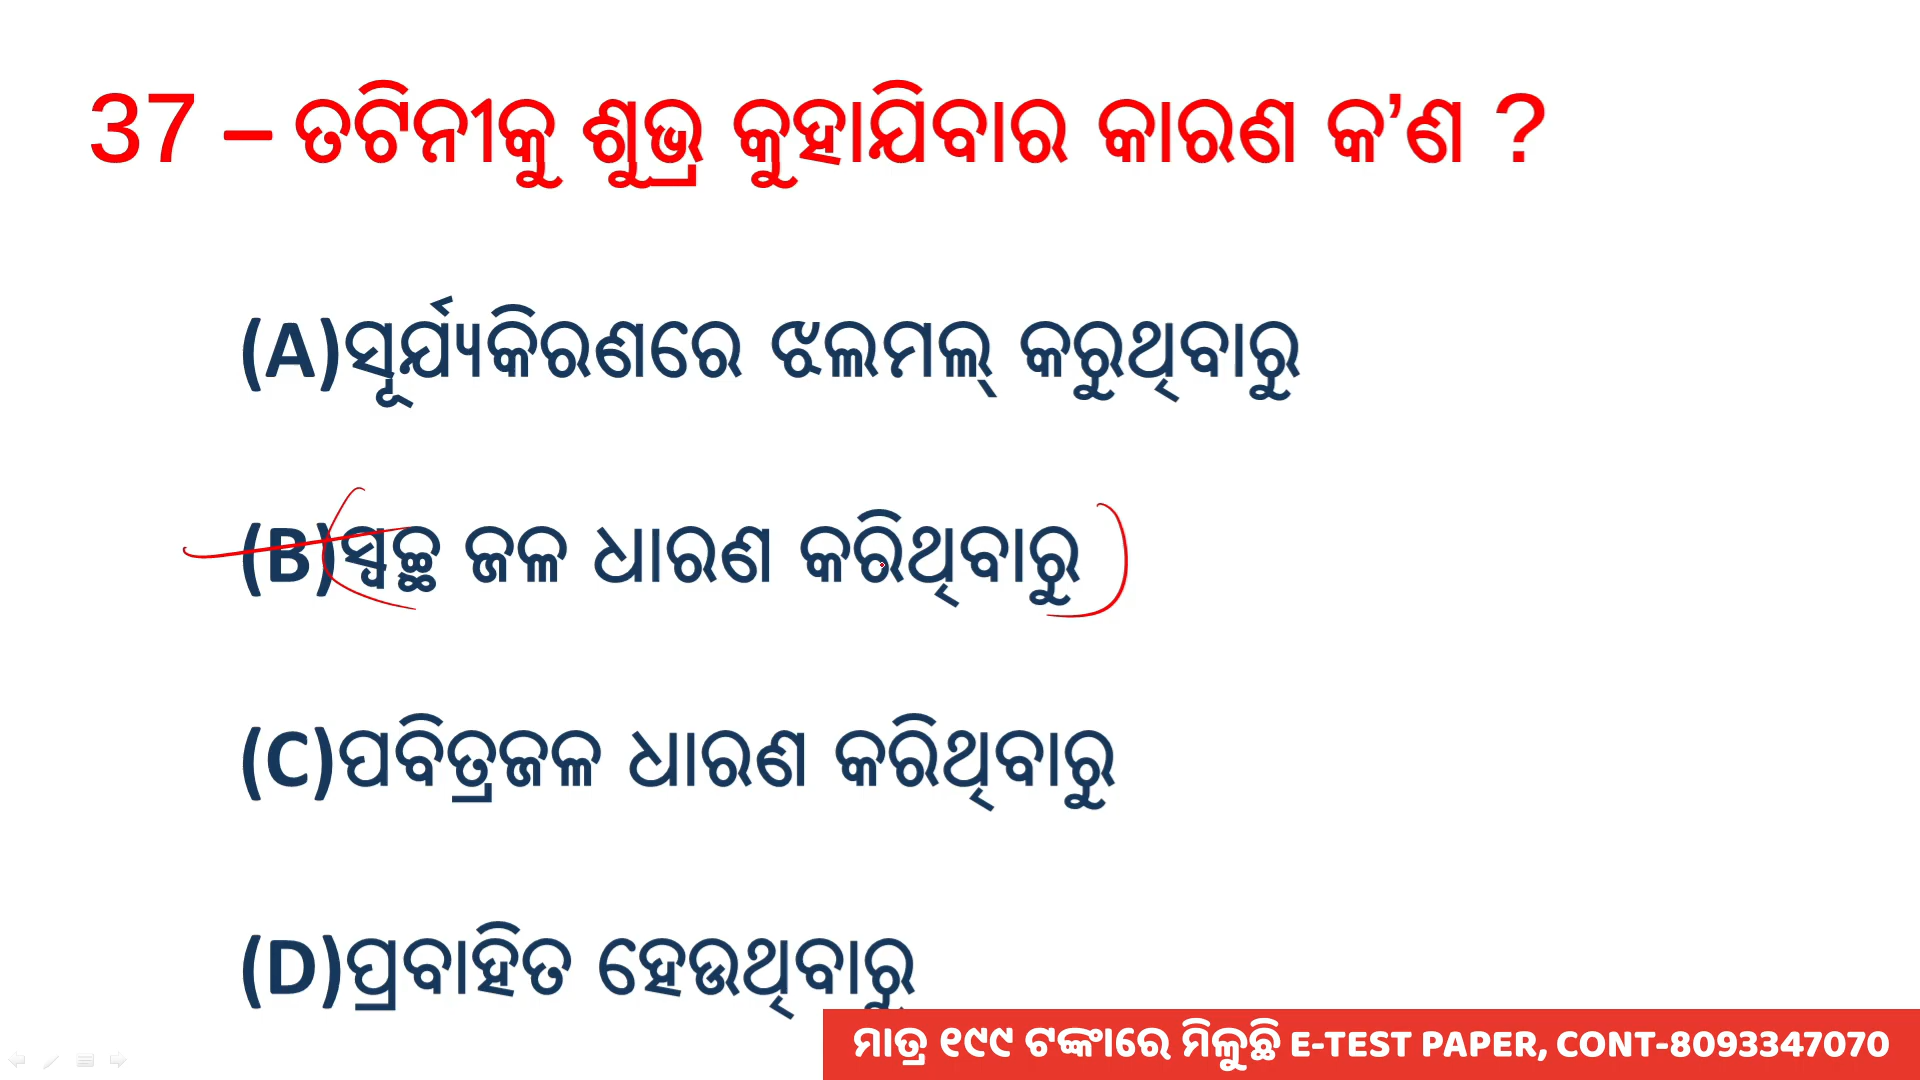 37 – ତଟିନୀକୁ ଶୁଭ୍ର କୁହାଯିବାର କାରଣ କ’ଣ ?
(A)ସୂର୍ଯ୍ୟକିରଣରେ ଝଲମଲ୍ କରୁଥିବାରୁ
(B)ସ୍ୱଚ୍ଛ ଜଳ ଧାରଣ କରିଥିବାରୁ
(C)ପବିତ୍ରଜଳ ଧାରଣ କରିଥିବାରୁ
(D)ପ୍ରବାହିତ ହେଉଥିବାରୁ
ମାତ୍ର ୧୯୯ ଟଙ୍କାରେ ମିଳୁଛି E-TEST PAPER, CONT-8093347070